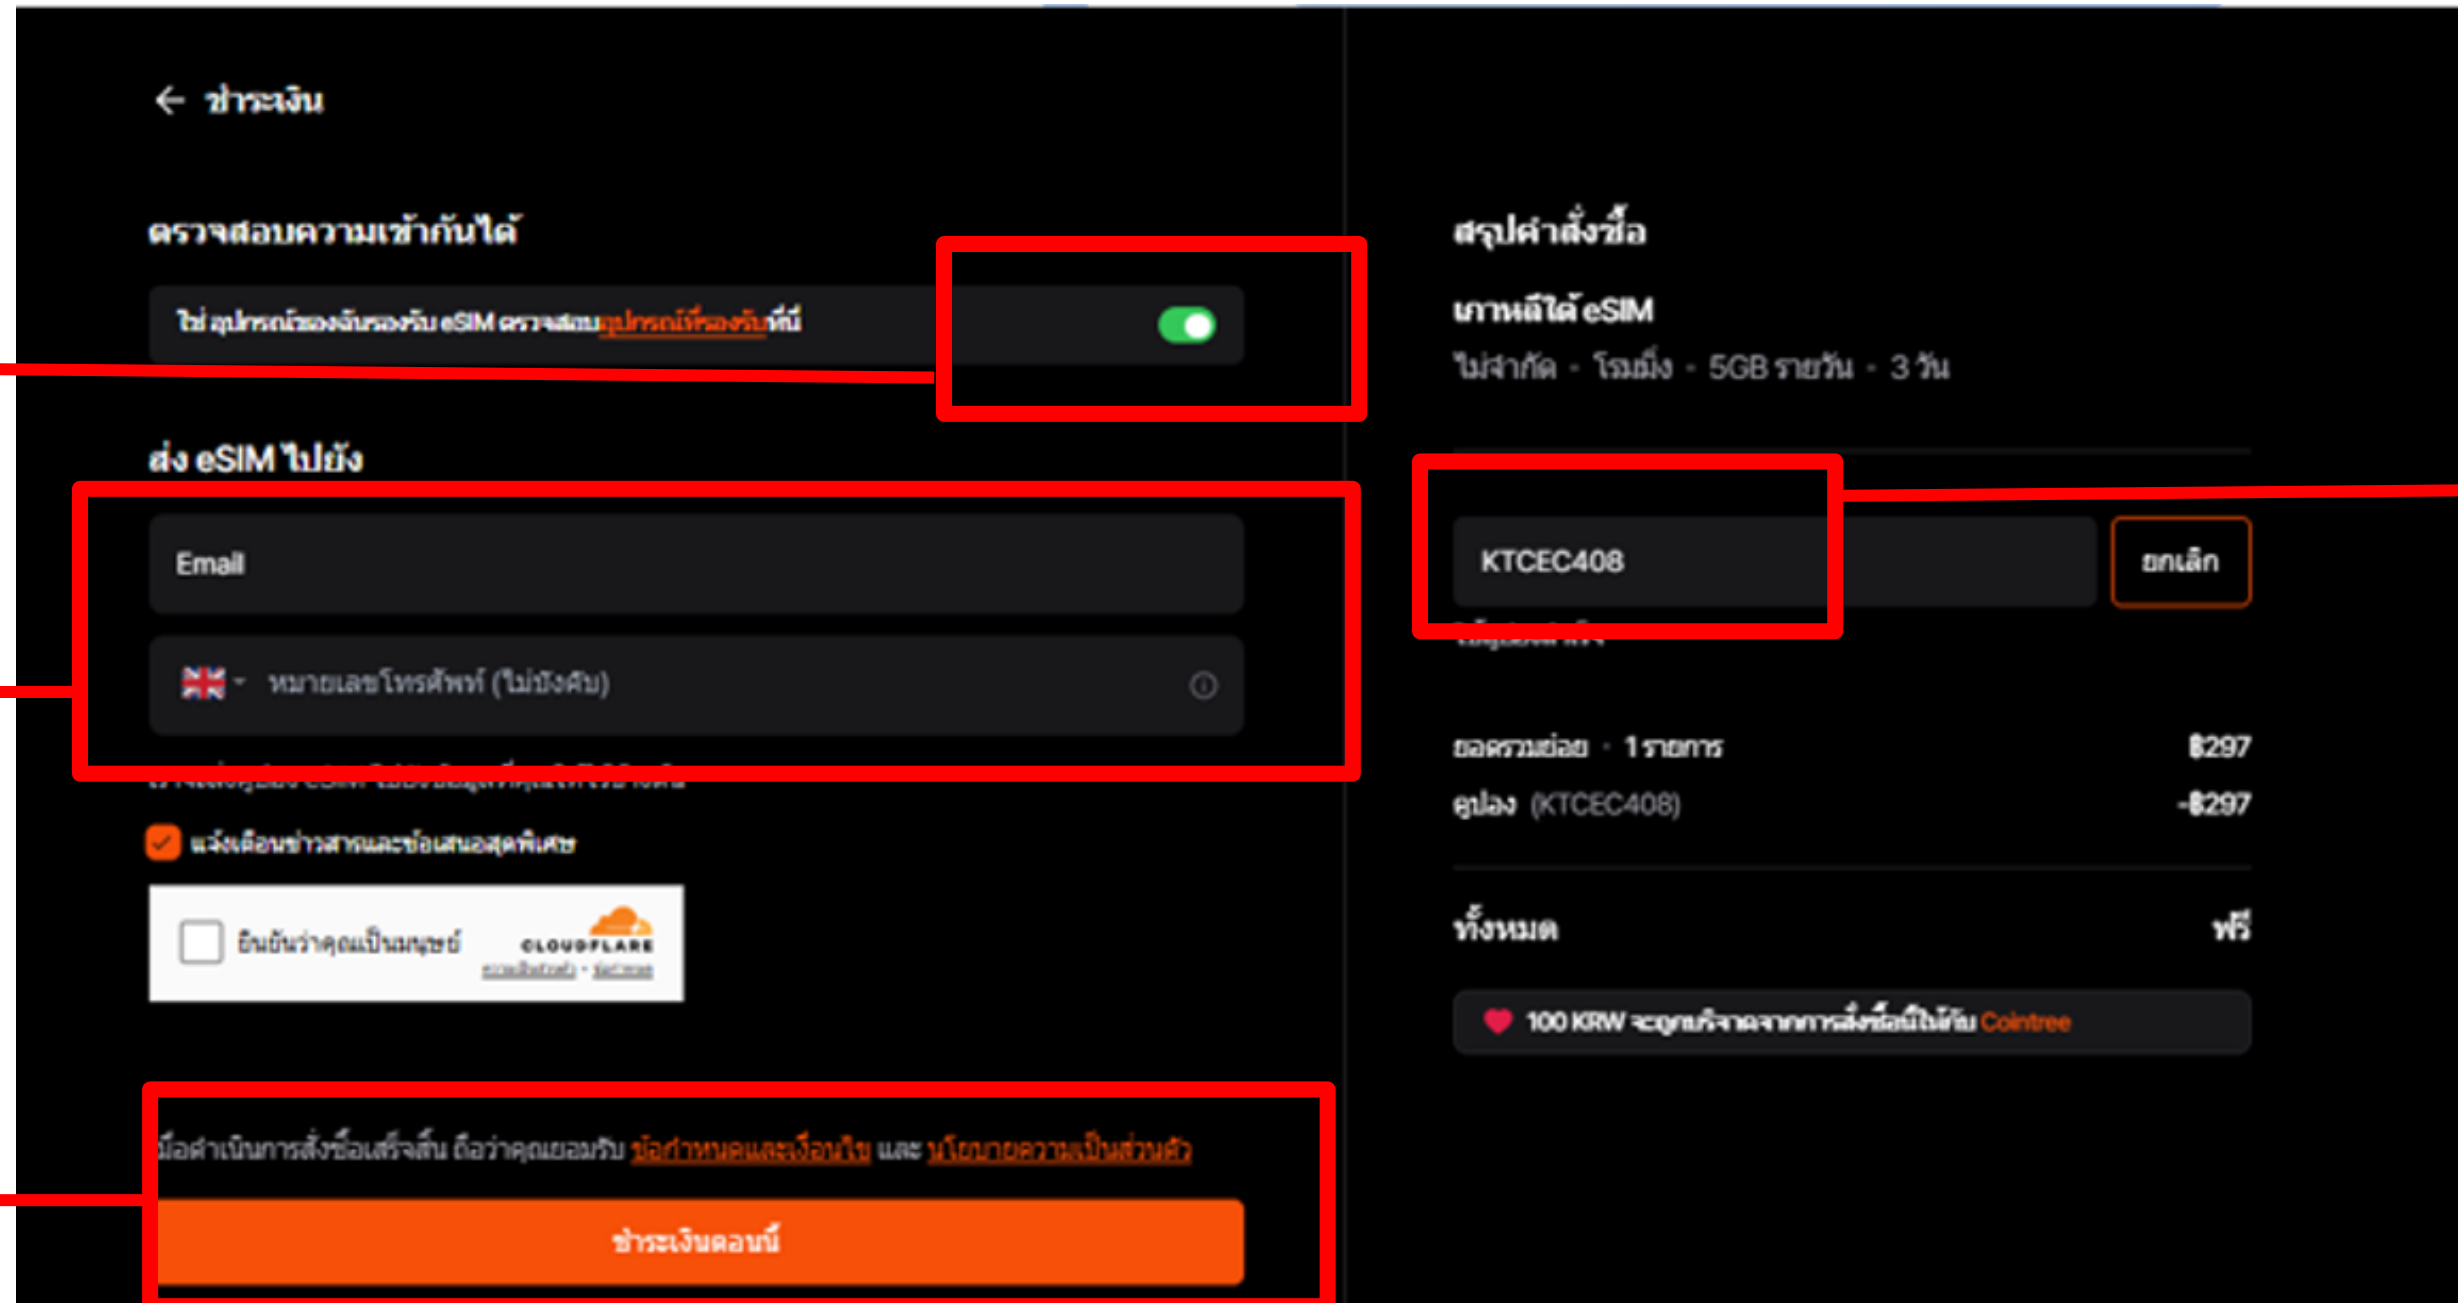 ← ชำระเงิน
ตรวจสอบความเข้ากันได้
ใช่ อุปกรณ์ของฉันรองรับ eSIM ตรวจสอบอุปกรณ์ที่รองรับที่นี่
ส่ง eSIM ไปยัง
Email
หมายเลขโทรศัพท์ (ไม่บังคับ)
แจ้งเตือนข่าวสารและข้อเสนอสุดพิเศษ
ยืนยันว่าคุณเป็นมนุษย์
CLOUDFLARE
มื่อดำเนินการสั่งซื้อเสร็จสิ้น ถือว่าคุณยอมรับ ข้อกำหนดและเงื่อนไข และ นโยบายความเป็นส่วนตัว
ชำระเงินตอนนี้
สรุปคำสั่งซื้อ
เกาหลีใต้ eSIM
ไม่จำกัด - โรมมิ่ง - 5GB รายวัน - 3 วัน
KTCEC408
ยกเลิก
ยอดรวมย่อย · 1 รายการ ฿297
คูปอง (KTCEC408) -฿297
ทั้งหมด ฟรี
100 KRW จะถูกบริจาคจากการสั่งซื้อนี้ให้กับ Cointree